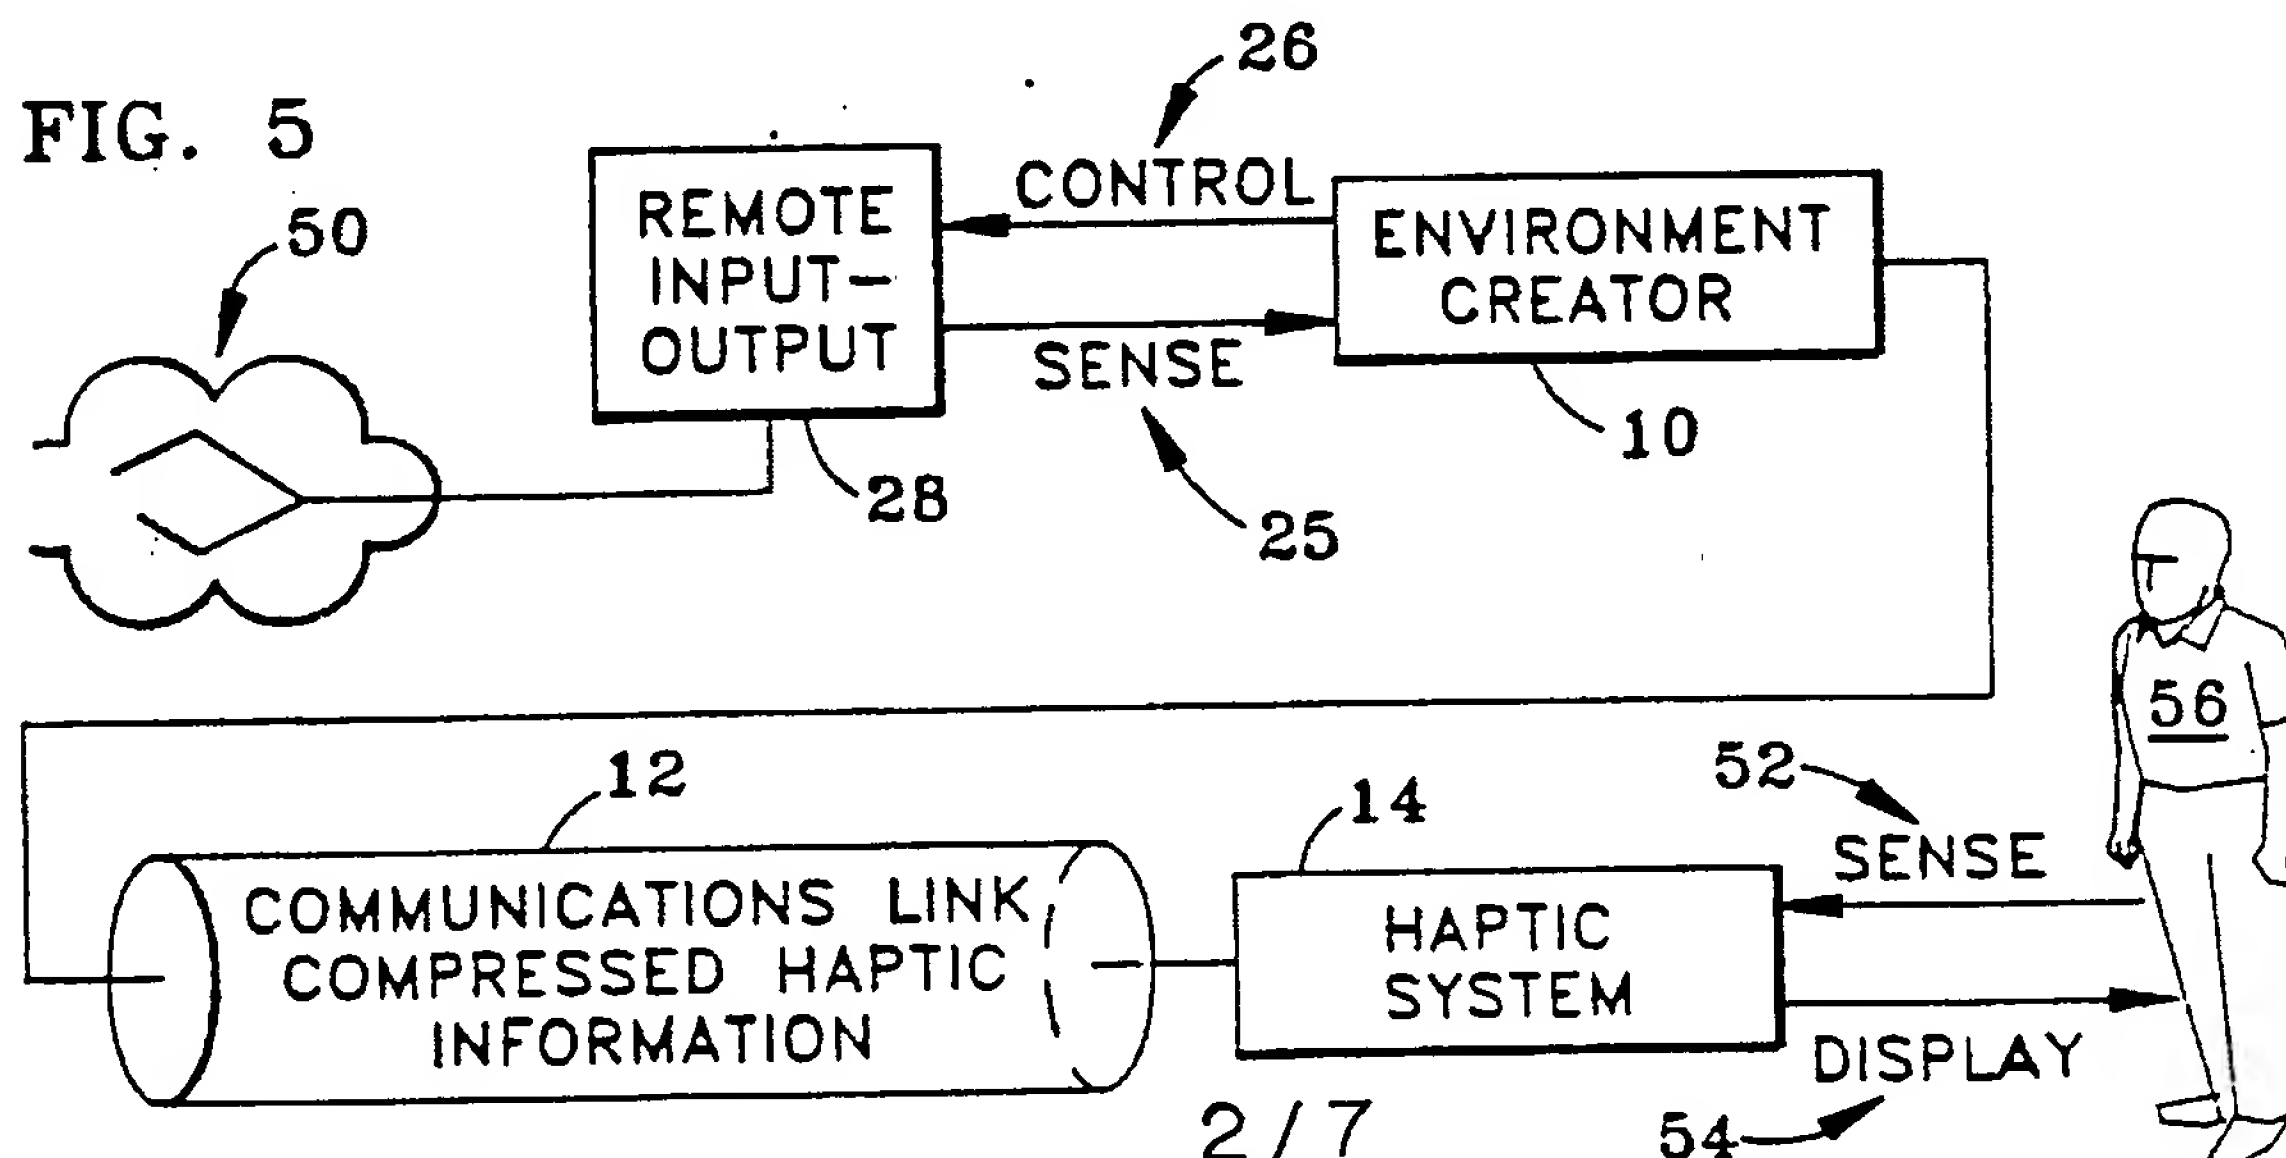 FIG. 5
26
50
CONTROL
REMOTE
INPUT-
OUTPUT
ENVIRONMENT
CREATOR
SENSE
10
28
25
56
12
52
14
SENSE
COMMUNICATIONS LINK
COMPRESSED HAPTIC
INFORMATION
HAPTIC
SYSTEM
DISPLAY
2/7
54